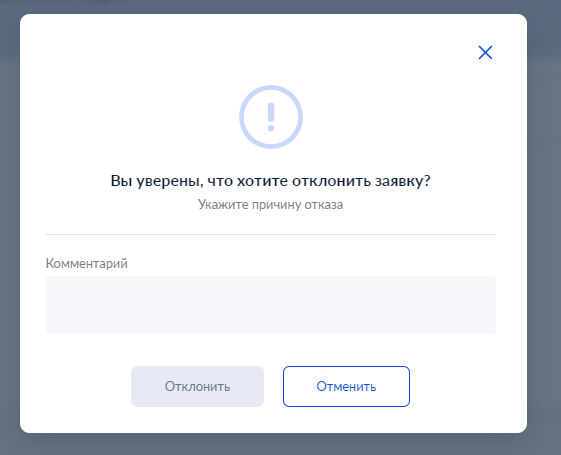 Вы уверены, что хотите отклонить заявку?
Укажите причину отказа
Комментарий
Отклонить
Отменить